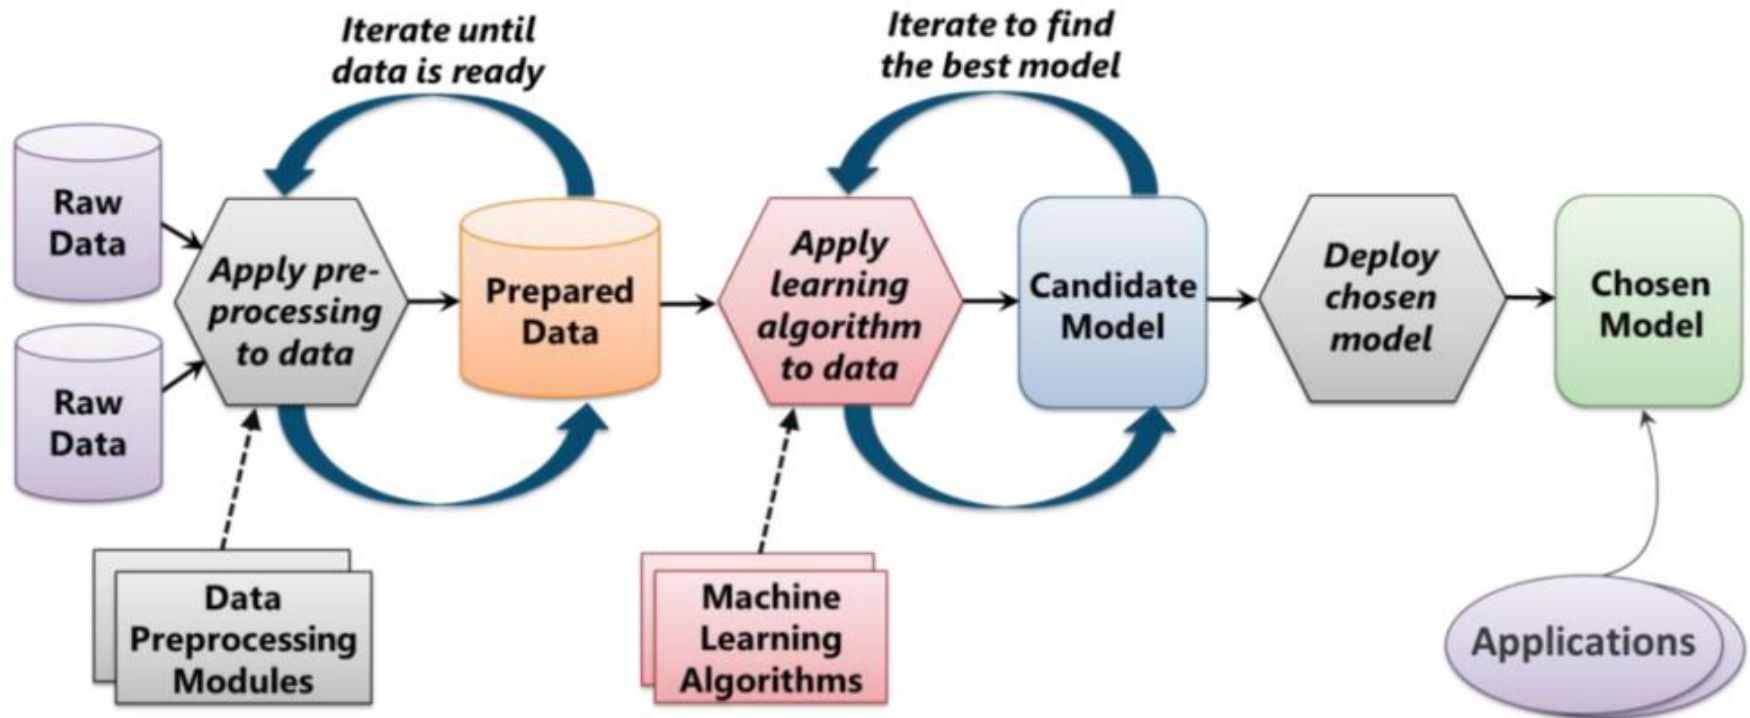 Iterate until
data is ready
Iterate to find
the best model
Raw
Data
Raw
Data
Apply pre-
processing
to data
Prepared
Data
Apply
learning
algorithm
to data
Candidate
Model
Deploy
chosen
model
Chosen
Model
Data
Preprocessing
Modules
Machine
Learning
Algorithms
Applications